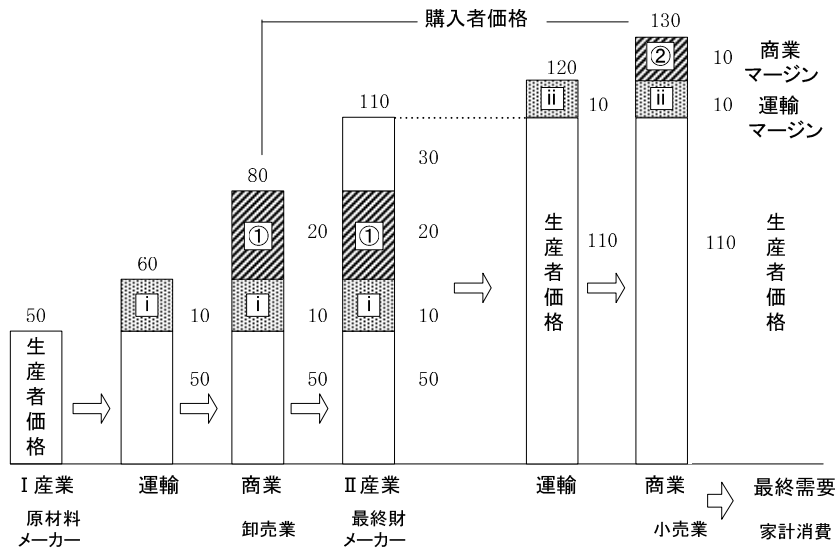 購入者価格
130
② 10 商業
マージン
120
ⅱ 10
ⅱ 10 運輸
マージン
110
30
80
① 20
① 20
60
ⅰ 10
ⅰ 10
ⅰ 10
50
生産者価格
50
50
50
生産者価格
110
110
生産者価格
Ⅰ産業 運輸 商業 Ⅱ産業 運輸 商業 最終需要
原材料
メーカー
卸売業
最終財
メーカー
小売業
家計消費